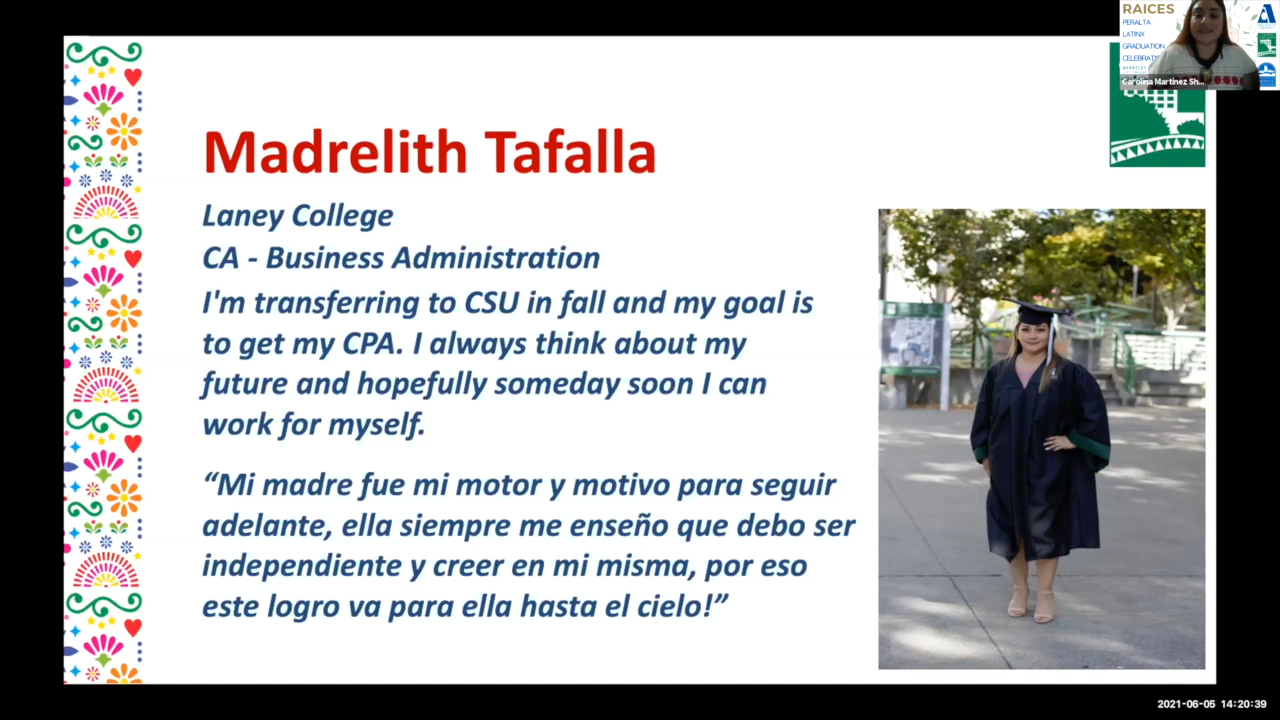 RAICES
PERALTA
LATINX
GRADUATION
CELEBRAT
BERKELEY
Carolina Martinez Sh...
Madrelith Tafalla
Laney College
CA - Business Administration
I'm transferring to CSU in fall and my goal is
to get my CPA. I always think about my
future and hopefully someday soon I can
work for myself.
“Mi madre fue mi motor y motivo para seguir
adelante, ella siempre me enseño que debo ser
independiente y creer en mi misma, por eso
este logro va para ella hasta el cielo!”
2021-06-05 14:20:39